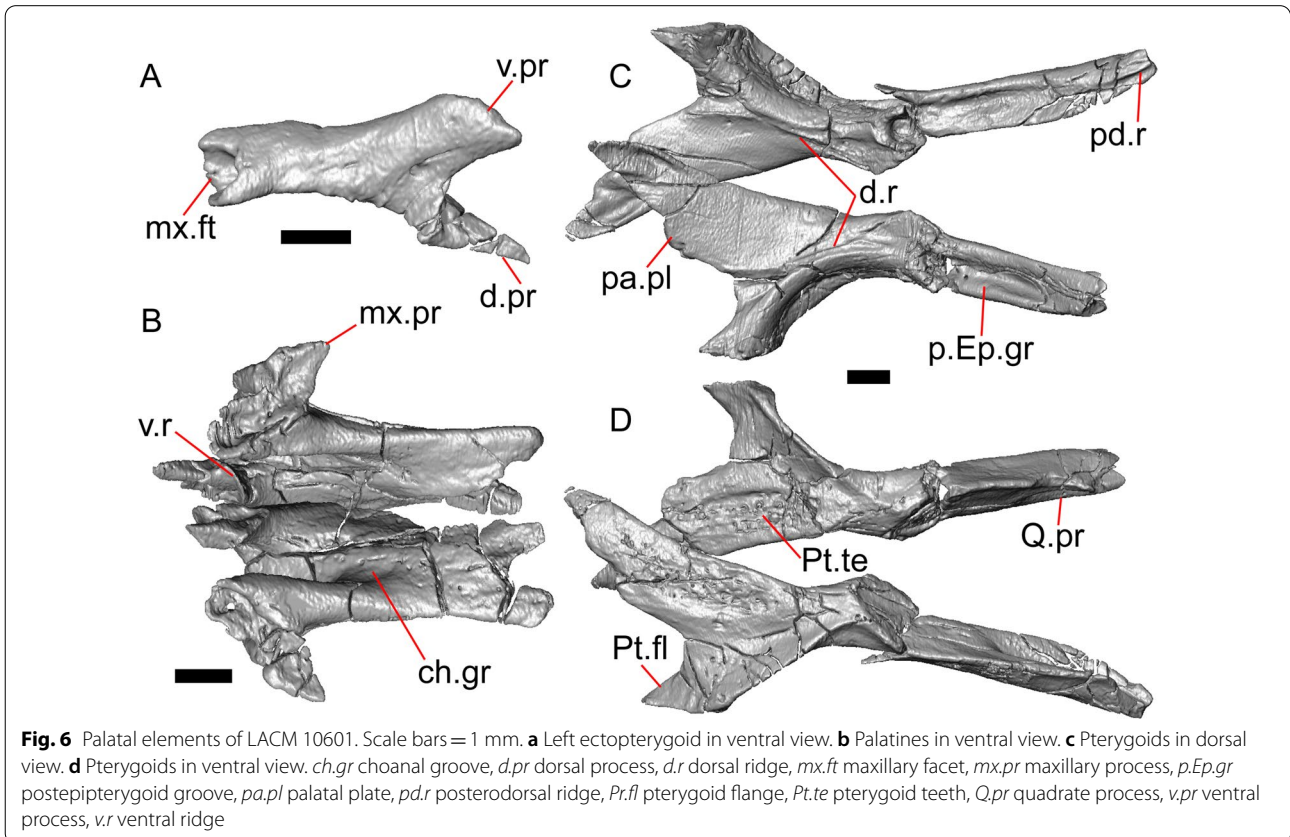 A
v.pr
mx.ft
d.pr
B
mx.pr
v.r
ch.gr
C
pd.r
d.r
pa.pl
p.Ep.gr
D
Q.pr
Pt.te
Pt.fl
Fig. 6 Palatal elements of LACM 10601. Scale bars = 1 mm. a Left ectopterygoid in ventral view. b Palatines in ventral view. c Pterygoids in dorsal
view. d Pterygoids in ventral view. ch.gr choanal groove, d.pr dorsal process, d.r dorsal ridge, mx.ft maxillary facet, mx.pr maxillary process, p.Ep.gr
postepipterygoid groove, pa.pl palatal plate, pd.r posterodorsal ridge, Pr.fl pterygoid flange, Pt.te pterygoid teeth, Q.pr quadrate process, v.pr ventral
process, v.r ventral ridge